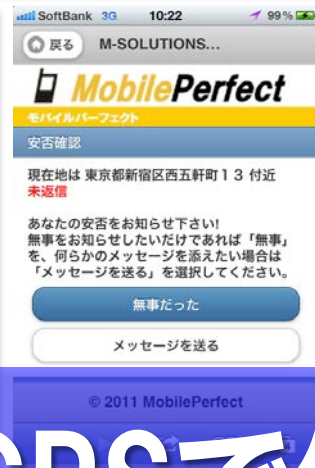 SoftBank 3G 10:22 99%
戻る M-SOLUTIONS...
MobilePerfect
モバイルパーフェクト
安否確認
現在地は 東京都新宿区西五軒町13 付近
未返信
あなたの安否をお知らせ下さい!
無事をお知らせしたいだけであれば「無事」
を、何らかのメッセージを添えたい場合は
「メッセージを送る」を選択してください。
無事だった
メッセージを送る
© 2011 MobilePerfect
GPSで